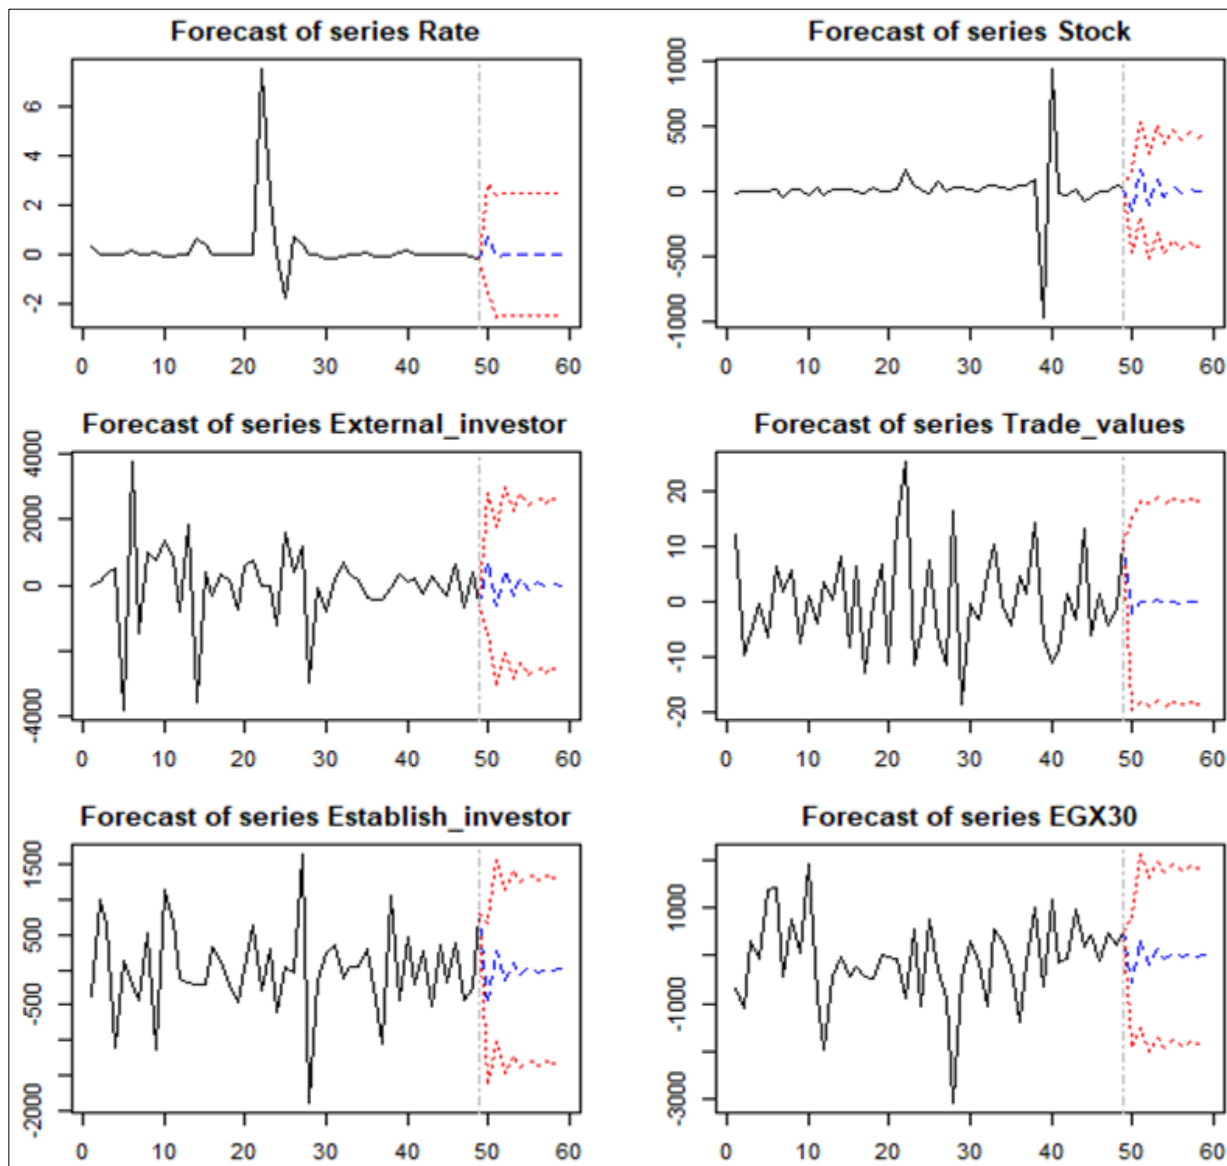 Forecast of series Rate
6
4
2
0
-2
0 10 20 30 40 50 60
Forecast of series Stock
1000
500
0
-500
-1000
0 10 20 30 40 50 60
Forecast of series External_investor
4000
2000
0
-4000
0 10 20 30 40 50 60
Forecast of series Trade_values
20
10
0
-10
-20
0 10 20 30 40 50 60
Forecast of series Establish_investor
1500
500
-500
-2000
0 10 20 30 40 50 60
Forecast of series EGX30
1000
-1000
-3000
0 10 20 30 40 50 60